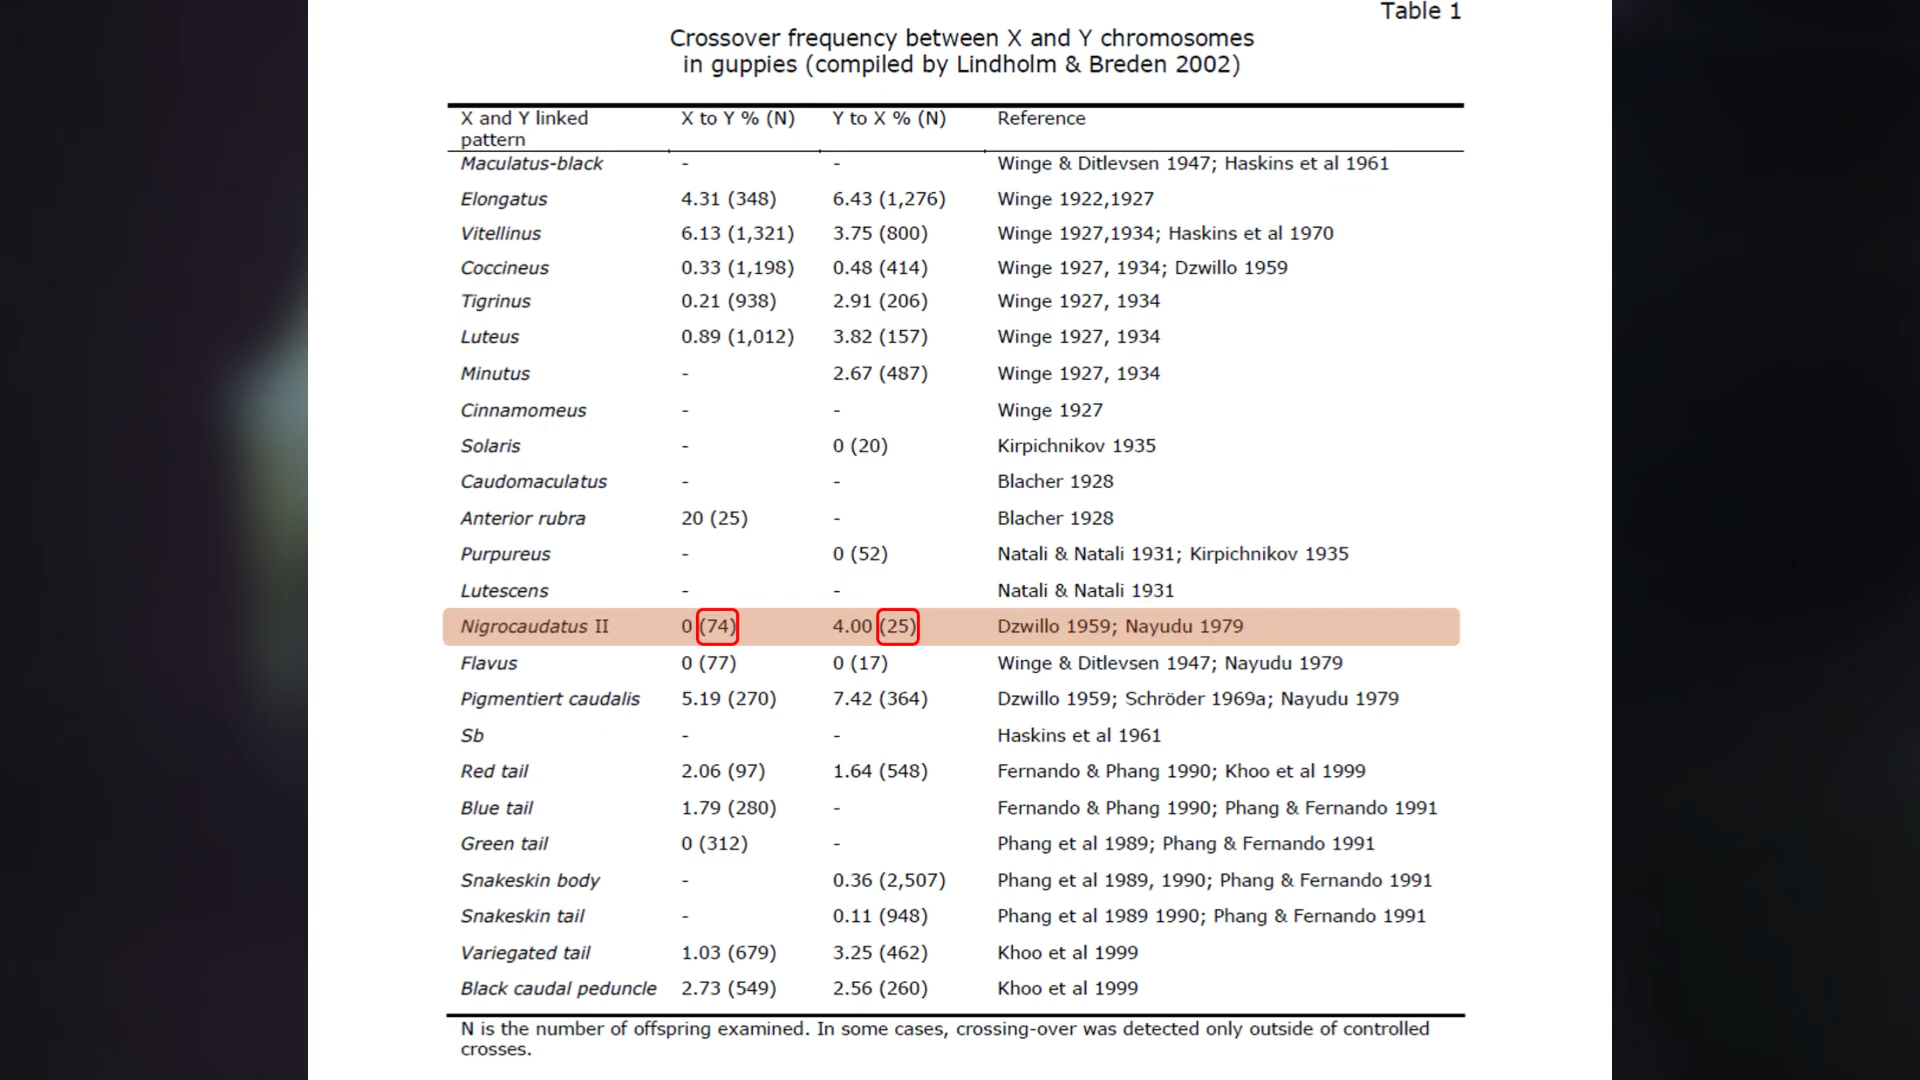 Table 1
Crossover frequency between X and Y chromosomes
in guppies (compiled by Lindholm & Breden 2002)
X and Y linked pattern X to Y % (N) Y to X % (N) Reference
Maculatus-black - - Winge & Ditlevsen 1947; Haskins et al 1961
Elongatus 4.31 (348) 6.43 (1,276) Winge 1922,1927
Vitellinus 6.13 (1,321) 3.75 (800) Winge 1927,1934; Haskins et al 1970
Coccineus 0.33 (1,198) 0.48 (414) Winge 1927, 1934; Dzwillo 1959
Tigrinus 0.21 (938) 2.91 (206) Winge 1927, 1934
Luteus 0.89 (1,012) 3.82 (157) Winge 1927, 1934
Minutus - 2.67 (487) Winge 1927, 1934
Cinnamomeus - - Winge 1927
Solaris - 0 (20) Kirpichnikov 1935
Caudomaculatus - - Blacher 1928
Anterior rubra 20 (25) - Blacher 1928
Purpureus - 0 (52) Natali & Natali 1931; Kirpichnikov 1935
Lutescens - - Natali & Natali 1931
Nigrocaudatus II 0 (74) 4.00 (25) Dzwillo 1959; Nayudu 1979
Flavus 0 (77) 0 (17) Winge & Ditlevsen 1947; Nayudu 1979
Pigmentiert caudalis 5.19 (270) 7.42 (364) Dzwillo 1959; Schröder 1969a; Nayudu 1979
Sb - - Haskins et al 1961
Red tail 2.06 (97) 1.64 (548) Fernando & Phang 1990; Khoo et al 1999
Blue tail 1.79 (280) - Fernando & Phang 1990; Phang & Fernando 1991
Green tail 0 (312) - Phang et al 1989; Phang & Fernando 1991
Snakeskin body - 0.36 (2,507) Phang et al 1989, 1990; Phang & Fernando 1991
Snakeskin tail - 0.11 (948) Phang et al 1989 1990; Phang & Fernando 1991
Variegated tail 1.03 (679) 3.25 (462) Khoo et al 1999
Black caudal peduncle 2.73 (549) 2.56 (260) Khoo et al 1999
N is the number of offspring examined. In some cases, crossing-over was detected only outside of controlled
crosses.